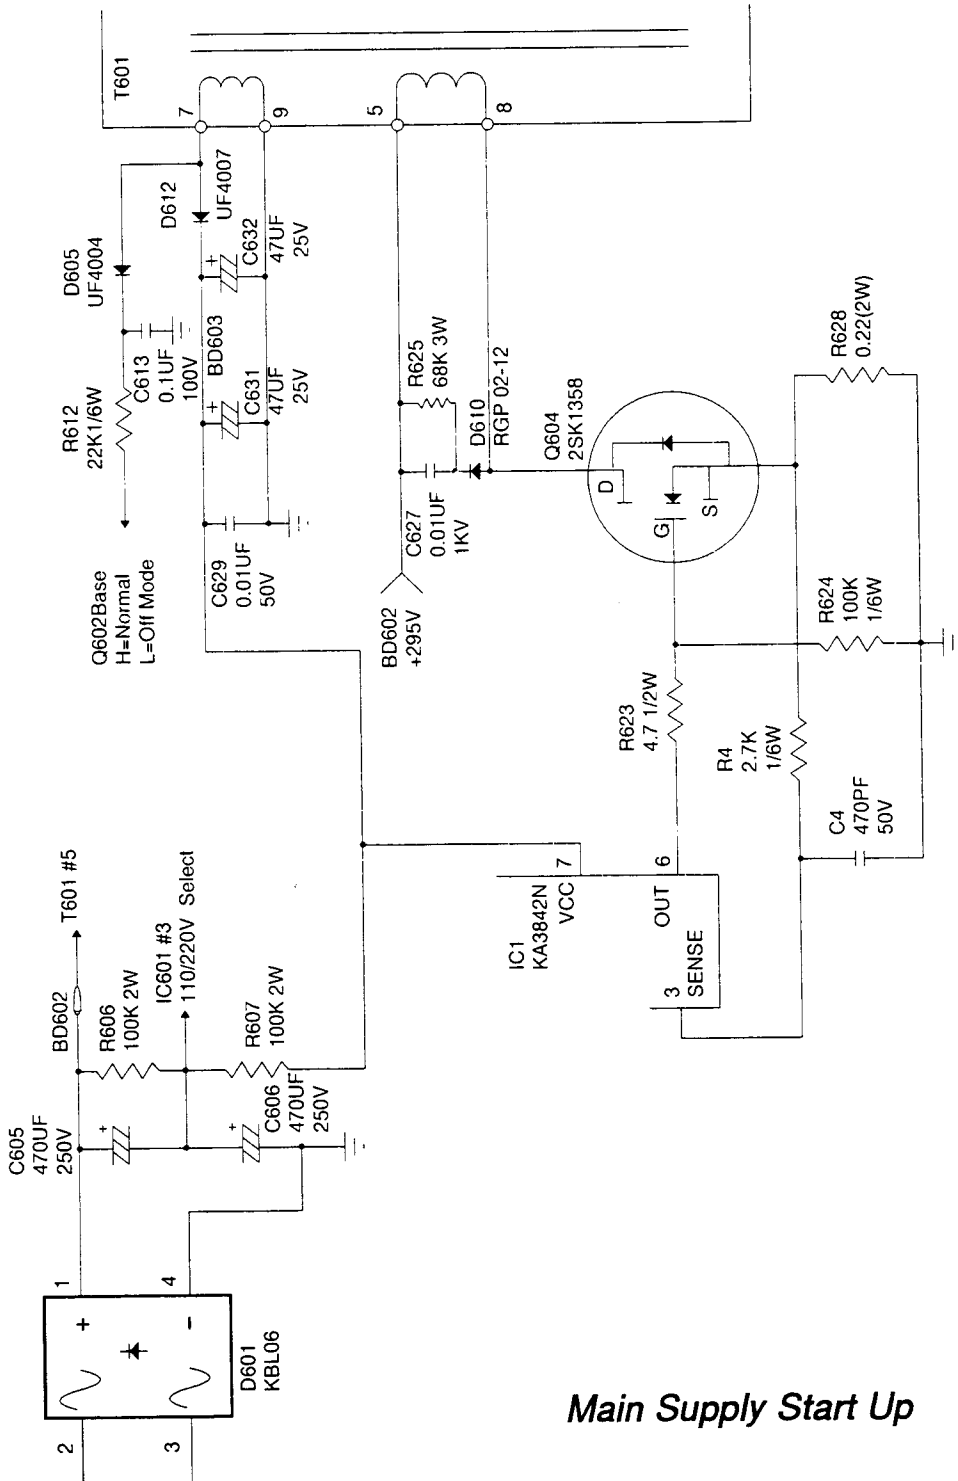 2
3
+
-
1
4
D601
KBL06
C605
470UF
250V
+
BD602
T601 #5
R606
100K 2W
IC601 #3
110/220V Select
R607
100K 2W
+
C606
470UF
250V
Q602Base
H=Normal
L=Off Mode
R612
22K1/6W
C613
0.1UF
100V
D605
UF4004
D612
UF4007
BD603
+
C631
47UF
25V
+
C632
47UF
25V
C629
0.01UF
50V
T601
7
9
5
8
BD602
+295V
C627
0.01UF
1KV
R625
68K 3W
D610
RGP 02-12
Q604
2SK1358
D
G
S
IC1
KA3842N
VCC
7
OUT
6
3
SENSE
R623
4.7 1/2W
R4
2.7K
1/6W
C4
470PF
50V
R624
100K
1/6W
R628
0.22(2W)
Main Supply Start Up